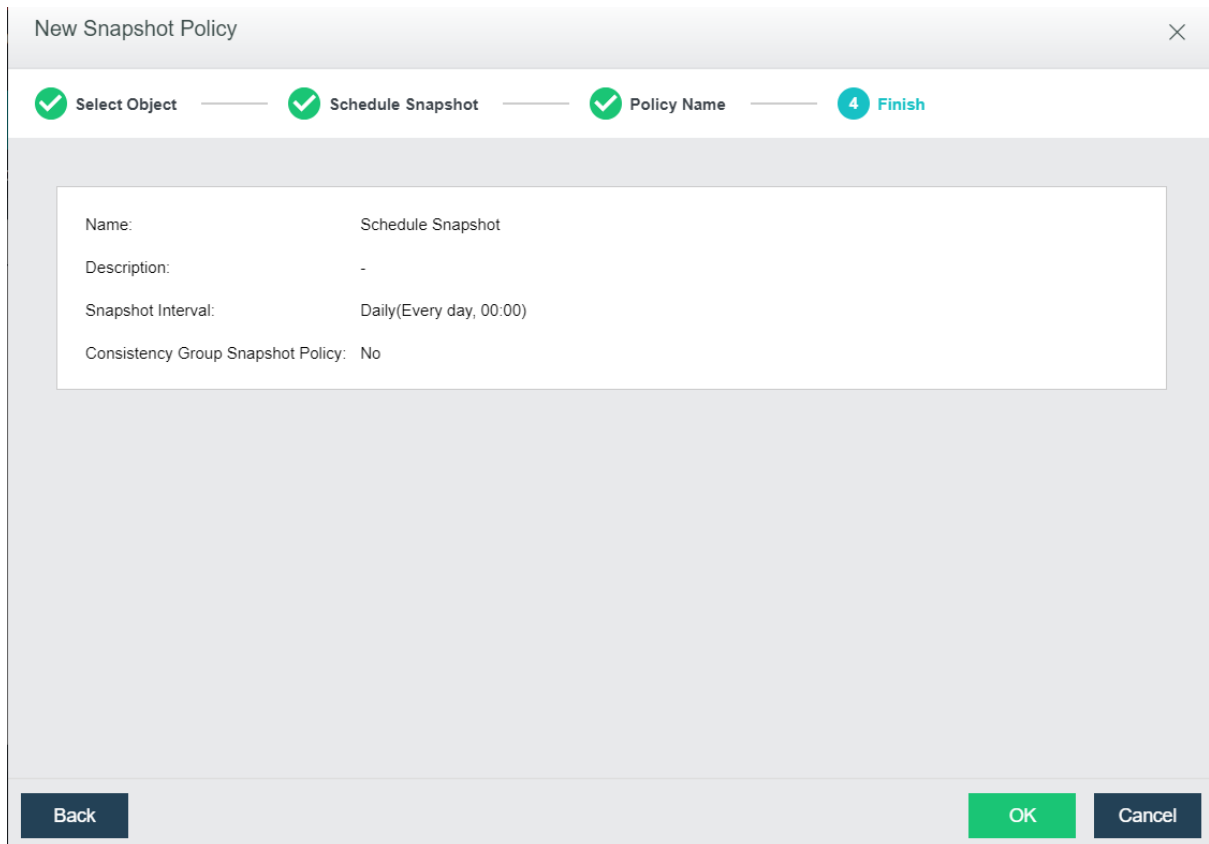 New Snapshot Policy
Select Object Schedule Snapshot Policy Name 4 Finish
Name: Schedule Snapshot
Description: -
Snapshot Interval: Daily(Every day, 00:00)
Consistency Group Snapshot Policy: No
Back OK Cancel